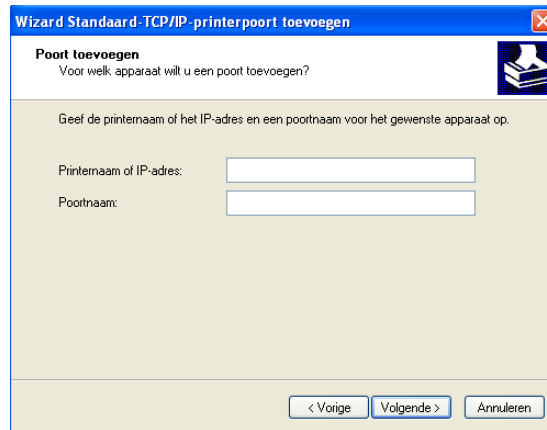 Wizard Standaard-TCP/IP-printerpoort toevoegen
Poort toevoegen
Voor welk apparaat wilt u een poort toevoegen?
Geef de printernaam of het IP-adres en een poortnaam voor het gewenste apparaat op.
Printernaam of IP-adres:
Poortnaam:
< Vorige Volgende > Annuleren